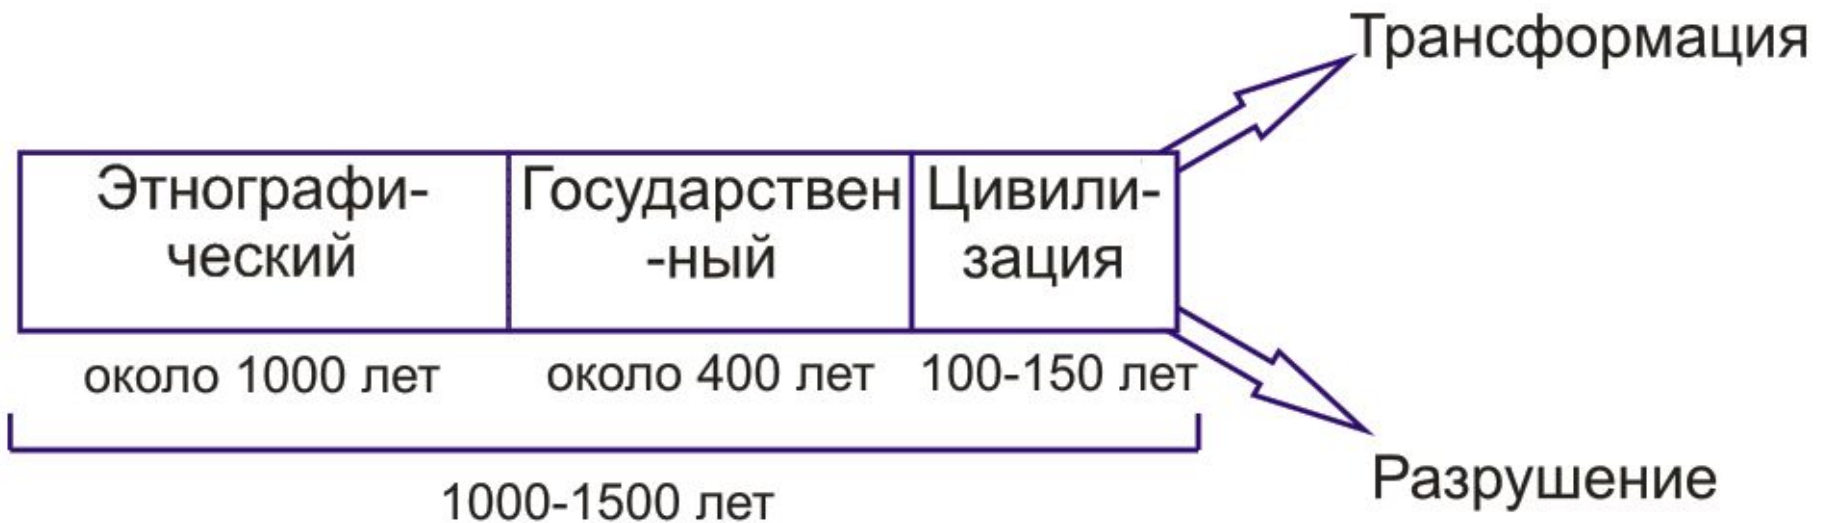 Трансформация
Этнографи-
ческий
Государствен
-ный
Цивили-
зация
около 1000 лет
около 400 лет
100-150 лет
1000-1500 лет
Разрушение